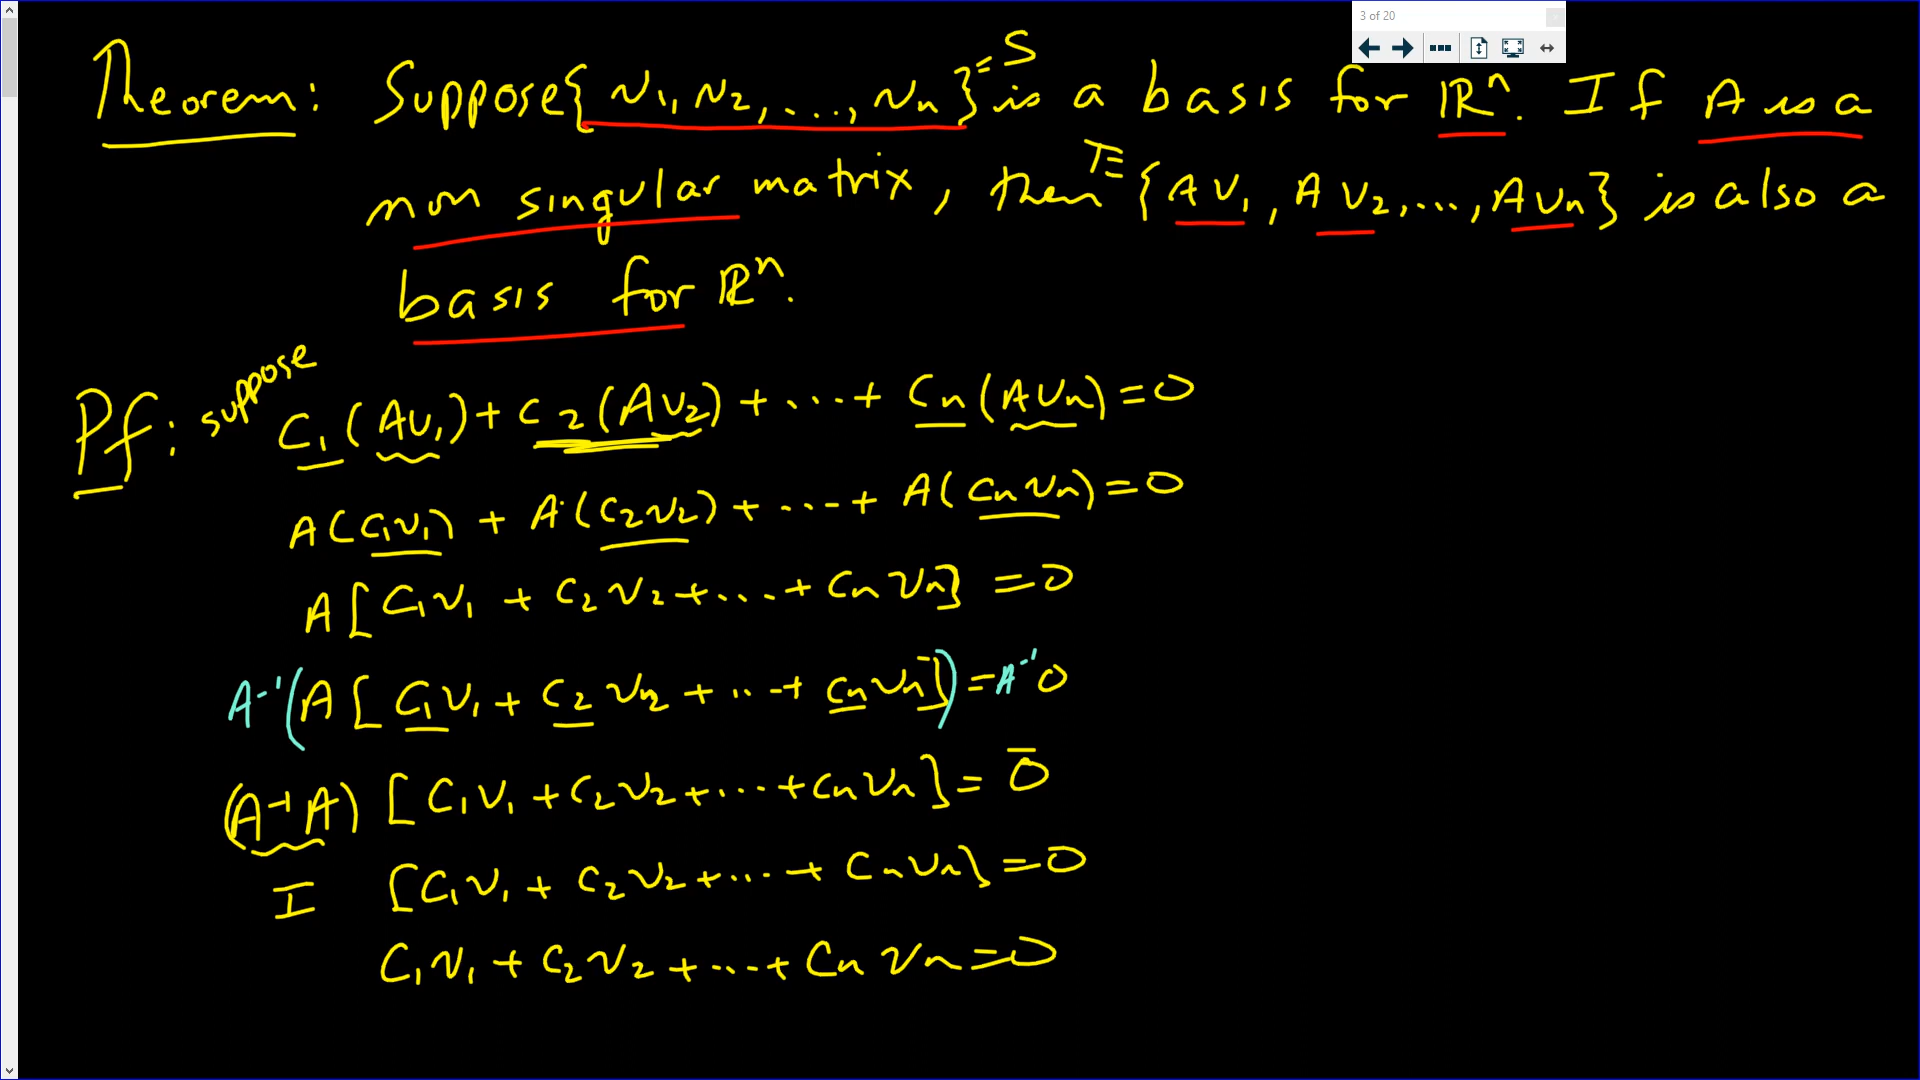 3 of 20
Theorem: Suppose {v₁, v₂, ..., vₙ} = S is a basis for ℝⁿ. If A is a
non singular matrix, then T = {Av₁, Av₂, ..., Avₙ} is also a
basis for ℝⁿ.
Pf: suppose C₁(Av₁) + C₂(Av₂) + ... + Cₙ(Avₙ) = 0
A(C₁v₁) + A·(C₂v₂) + ... + A(Cₙvₙ) = 0
A[C₁v₁ + C₂v₂ + ... + Cₙvₙ] = 0
A⁻¹(A[C₁v₁ + C₂v₂ + ... + Cₙvₙ]) = A⁻¹0
(A⁻¹A) [C₁v₁ + C₂v₂ + ... + Cₙvₙ] = 0̅
I [C₁v₁ + C₂v₂ + ... + Cₙvₙ] = 0
C₁v₁ + C₂v₂ + ... + Cₙvₙ = 0